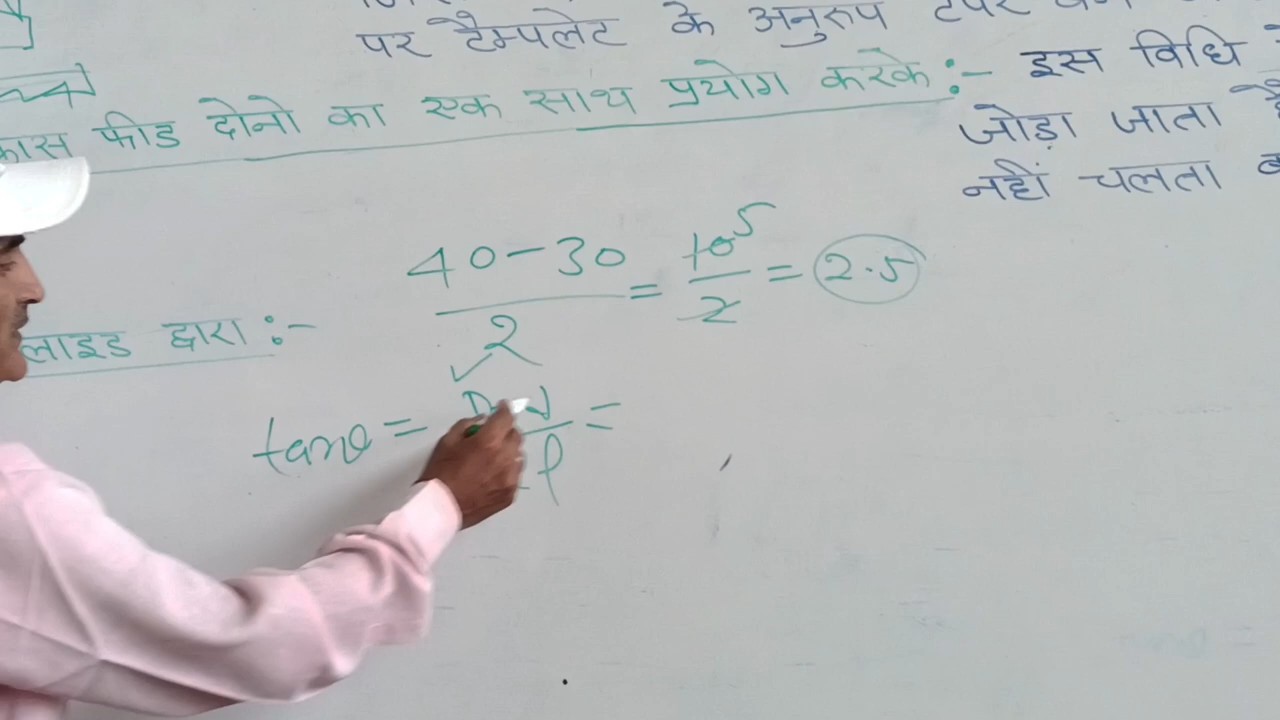 पर टैम्पलेट के अनुरुप टेपर
फीड दोनो का एक साथ प्रयोग करके :- इस विधि
जोड़ा जाता
नहीं चलता
40-30/2 = 10/2 5 = 2.5
लाइड द्वारा :-
tanθ = =